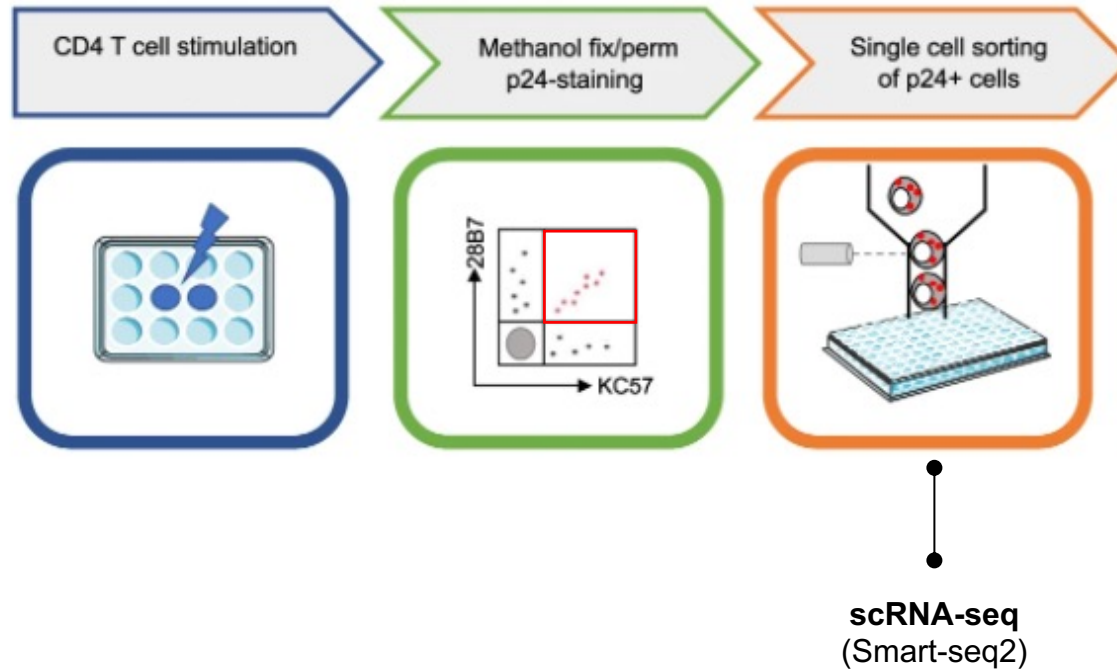 CD4 T cell stimulation
Methanol fix/perm
p24-staining
Single cell sorting
of p24+ cells
28B7
KC57
scRNA-seq
(Smart-seq2)